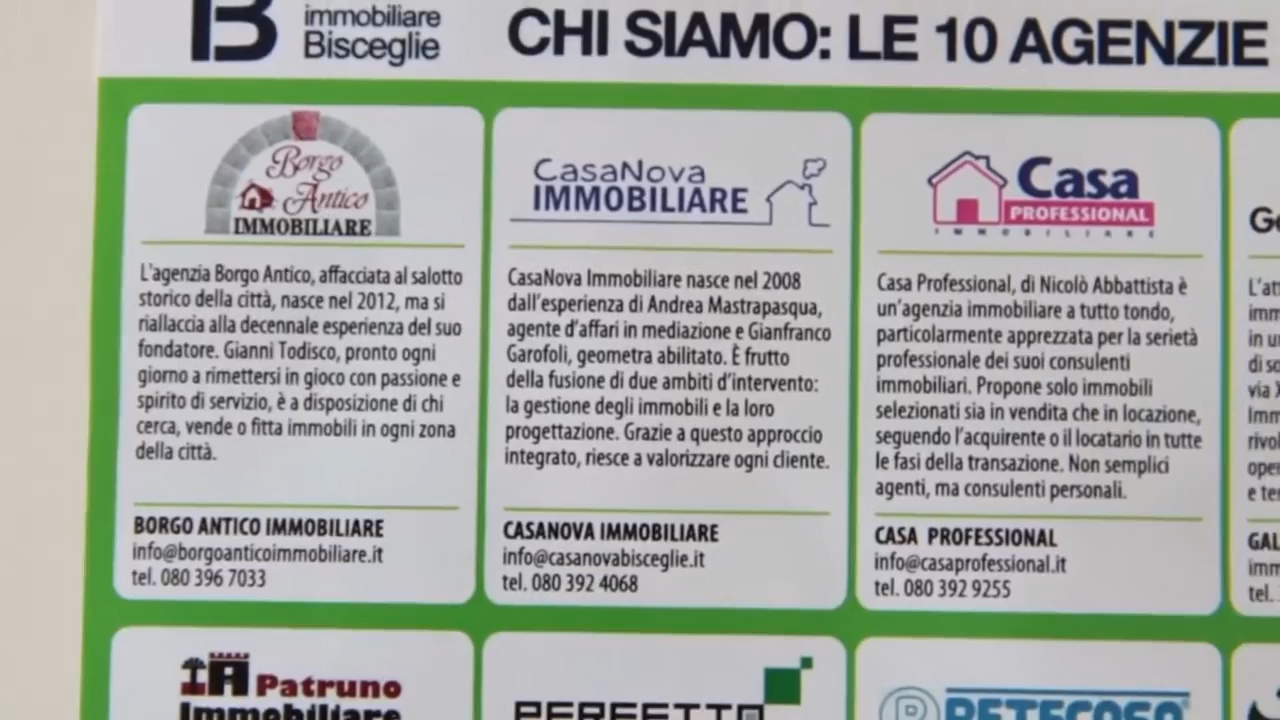 B immobiliare
Bisceglie
CHI SIAMO: LE 10 AGENZIE
Borgo
Antico
IMMOBILIARE
L'agenzia Borgo Antico, affacciata al salotto
storico della città, nasce nel 2012, ma si
riallaccia alla decennale esperienza del suo
fondatore. Gianni Todisco, pronto ogni
giorno a rimettersi in gioco con passione e
spirito di servizio, è a disposizione di chi
cerca, vende o fitta immobili in ogni zona
della città.
BORGO ANTICO IMMOBILIARE
info@borgoanticoimmobiliare.it
tel. 080 396 7033
CasaNova
IMMOBILIARE
CasaNova Immobiliare nasce nel 2008
dall'esperienza di Andrea Mastrapasqua,
agente d'affari in mediazione e Gianfranco
Garofoli, geometra abilitato. È frutto
della fusione di due ambiti d'intervento:
la gestione degli immobili e la loro
progettazione. Grazie a questo approccio
integrato, riesce a valorizzare ogni cliente.
CASANOVA IMMOBILIARE
info@casanovabisceglie.it
tel. 080 392 4068
Casa
PROFESSIONAL
IMMOBILIARE
Casa Professional, di Nicolò Abbattista è
un'agenzia immobiliare a tutto tondo,
particolarmente apprezzata per la serietà
professionale dei suoi consulenti
immobiliari. Propone solo immobili
selezionati sia in vendita che in locazione,
seguendo l'acquirente o il locatario in tutte
le fasi della transazione. Non semplici
agenti, ma consulenti personali.
CASA PROFESSIONAL
info@casaprofessional.it
tel. 080 392 9255
di
via
e
GAL
tel.
Patruno
Immobiliare
PERFETTO
RETECASA